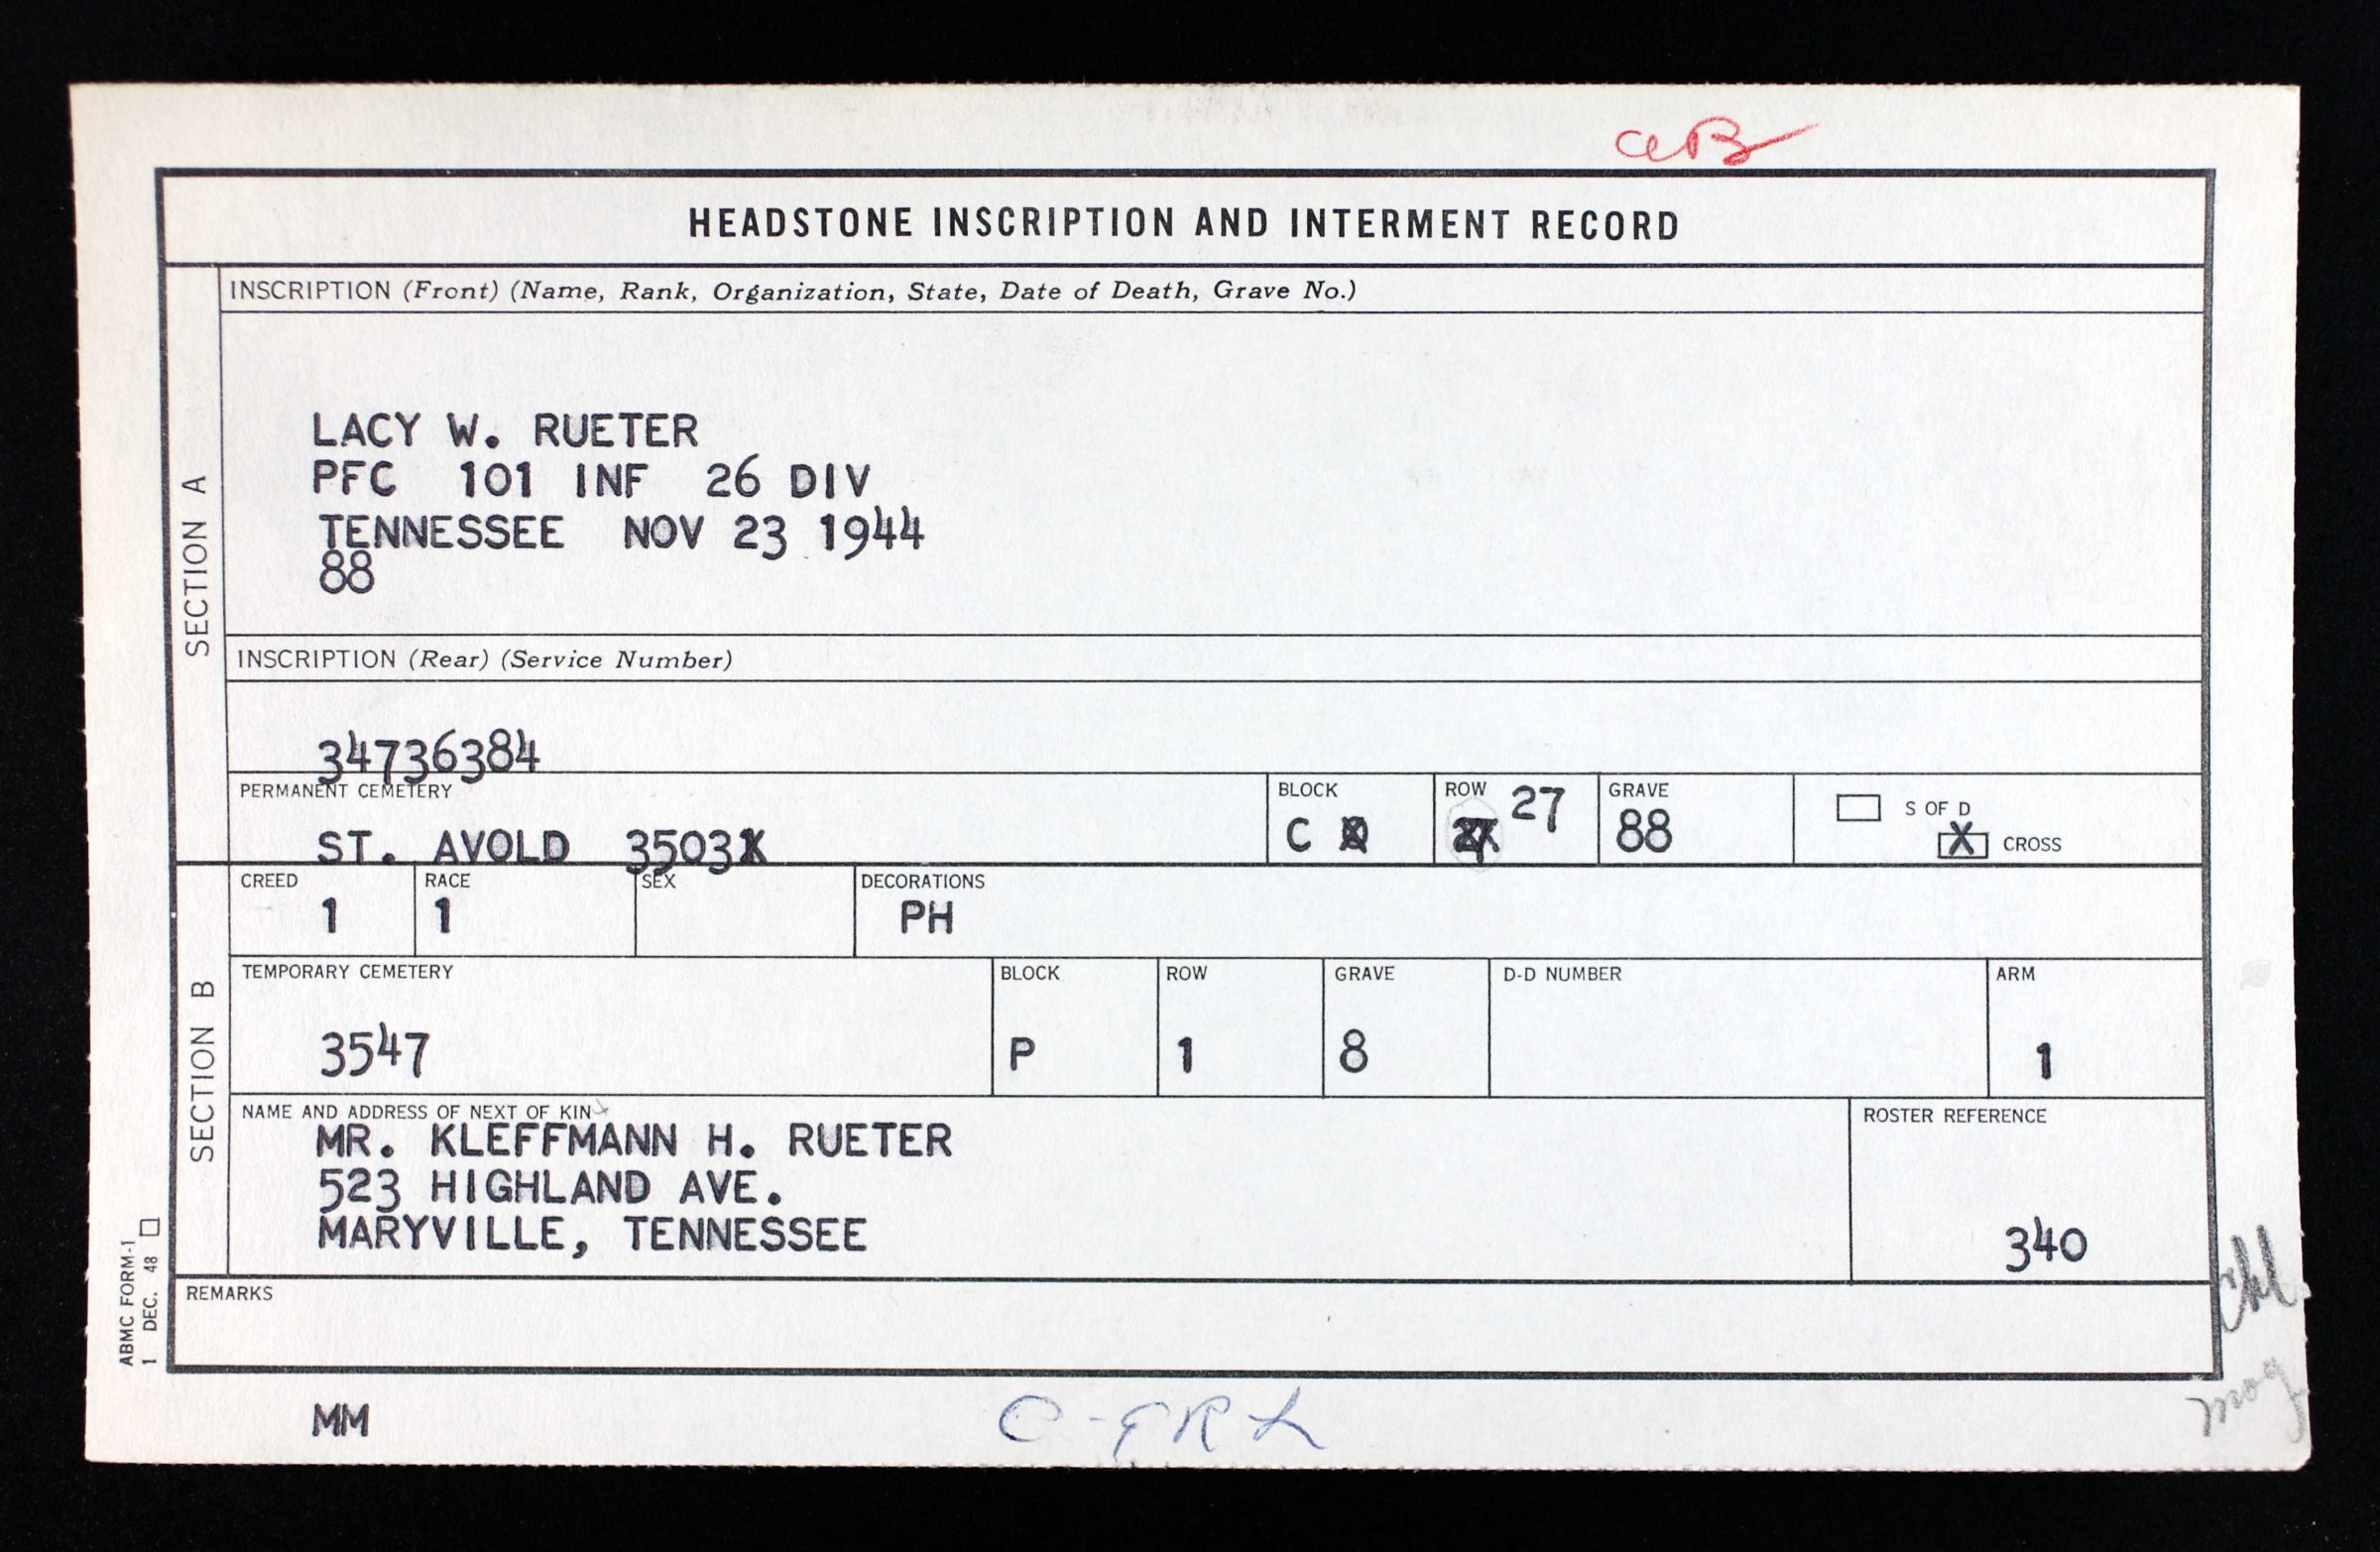 aB
HEADSTONE INSCRIPTION AND INTERMENT RECORD
SECTION A
INSCRIPTION (Front) (Name, Rank, Organization, State, Date of Death, Grave No.)
LACY W. RUETER
PFC 101 INF 26 DIV
TENNESSEE NOV 23 1944
88
INSCRIPTION (Rear) (Service Number)
34736384
PERMANENT CEMETERY
ST. AVOLD 3503
BLOCK
C
ROW
27
GRAVE
88
S OF D
X CROSS
SECTION B
CREED
1
RACE
1
SEX
DECORATIONS
PH
TEMPORARY CEMETERY
3547
BLOCK
P
ROW
1
GRAVE
8
D-D NUMBER
ARM
1
NAME AND ADDRESS OF NEXT OF KIN
MR. KLEFFMANN H. RUETER
523 HIGHLAND AVE.
MARYVILLE, TENNESSEE
ROSTER REFERENCE
340
REMARKS
ABMC FORM-1
1 DEC. 48
MM